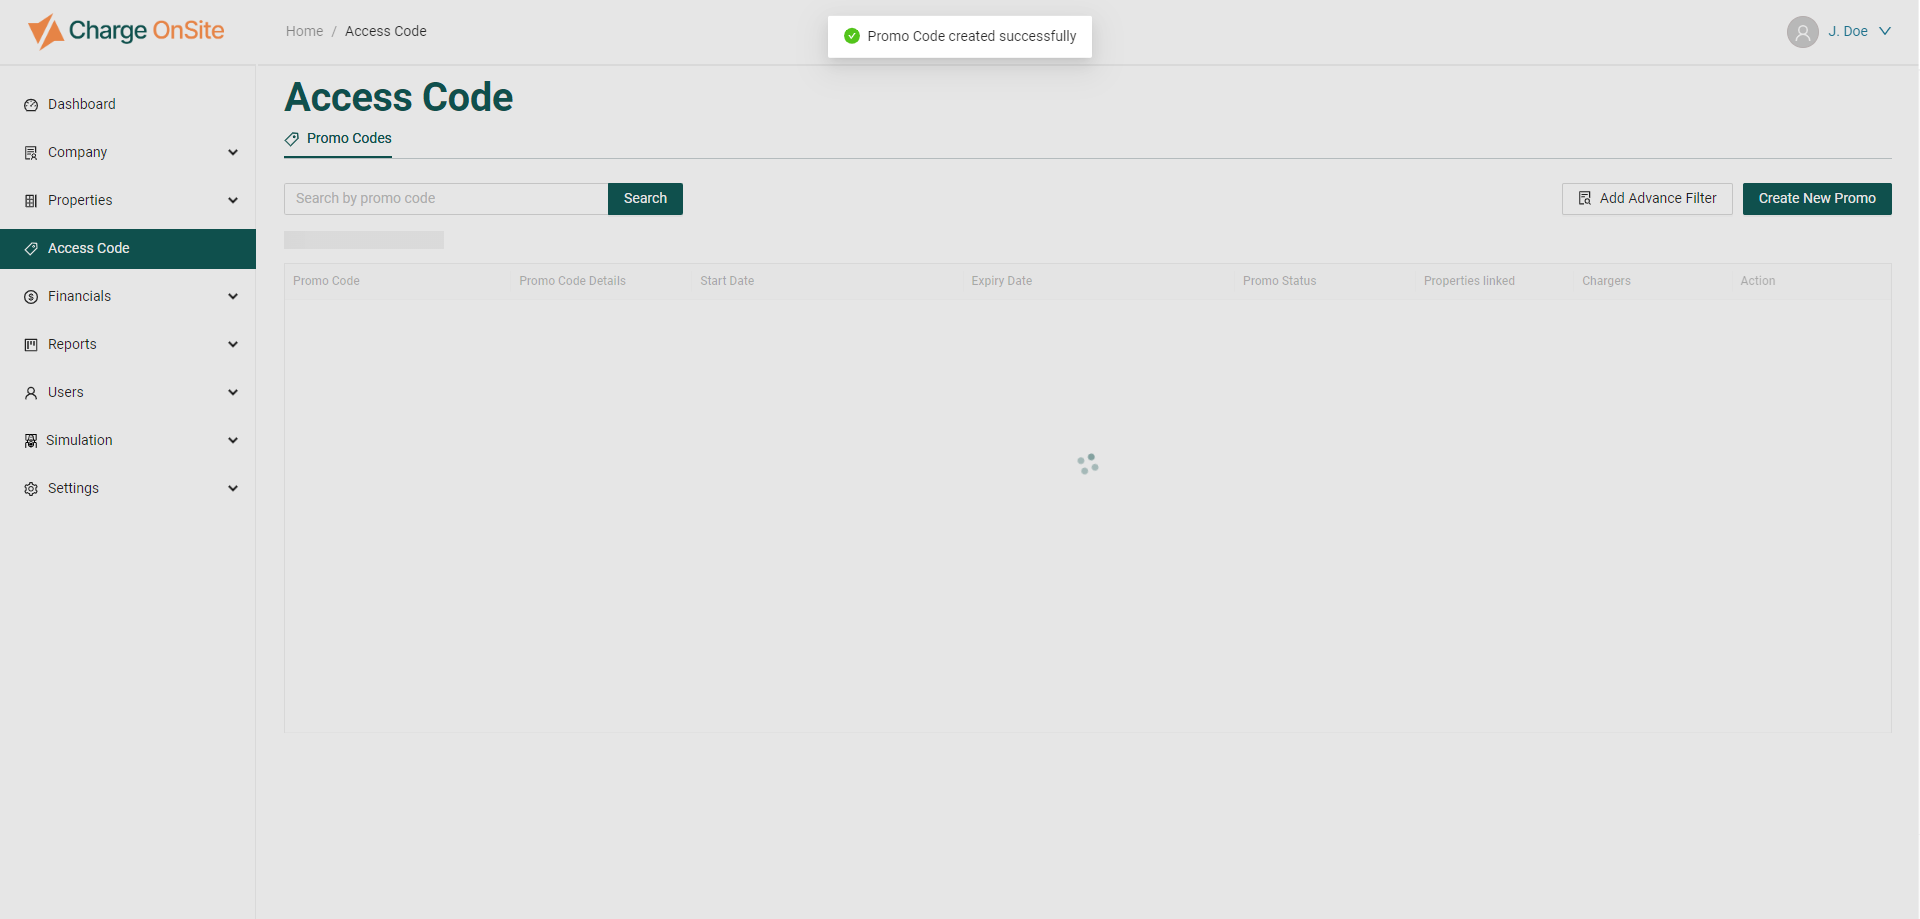 Charge OnSite
Home / Access Code
Promo Code created successfully
J. Doe
Dashboard
Company
Properties
Access Code
Financials
Reports
Users
Simulation
Settings
Access Code
Promo Codes
Search by promo code
Search
Add Advance Filter
Create New Promo
Promo Code Promo Code Details Start Date Expiry Date Promo Status Properties linked Chargers Action